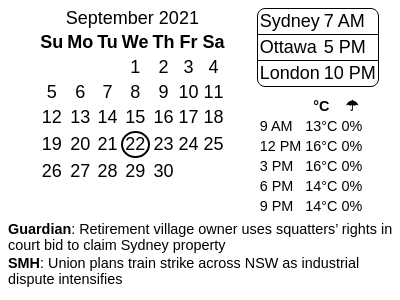 September 2021
Su Mo Tu We Th Fr Sa
1 2 3 4
5 6 7 8 9 10 11
12 13 14 15 16 17 18
19 20 21 22 23 24 25
26 27 28 29 30
Sydney 7 AM
Ottawa 5 PM
London 10 PM
°C ☂
9 AM 13°C 0%
12 PM 16°C 0%
3 PM 16°C 0%
6 PM 14°C 0%
9 PM 14°C 0%
Guardian: Retirement village owner uses squatters’ rights in
court bid to claim Sydney property
SMH: Union plans train strike across NSW as industrial
dispute intensifies